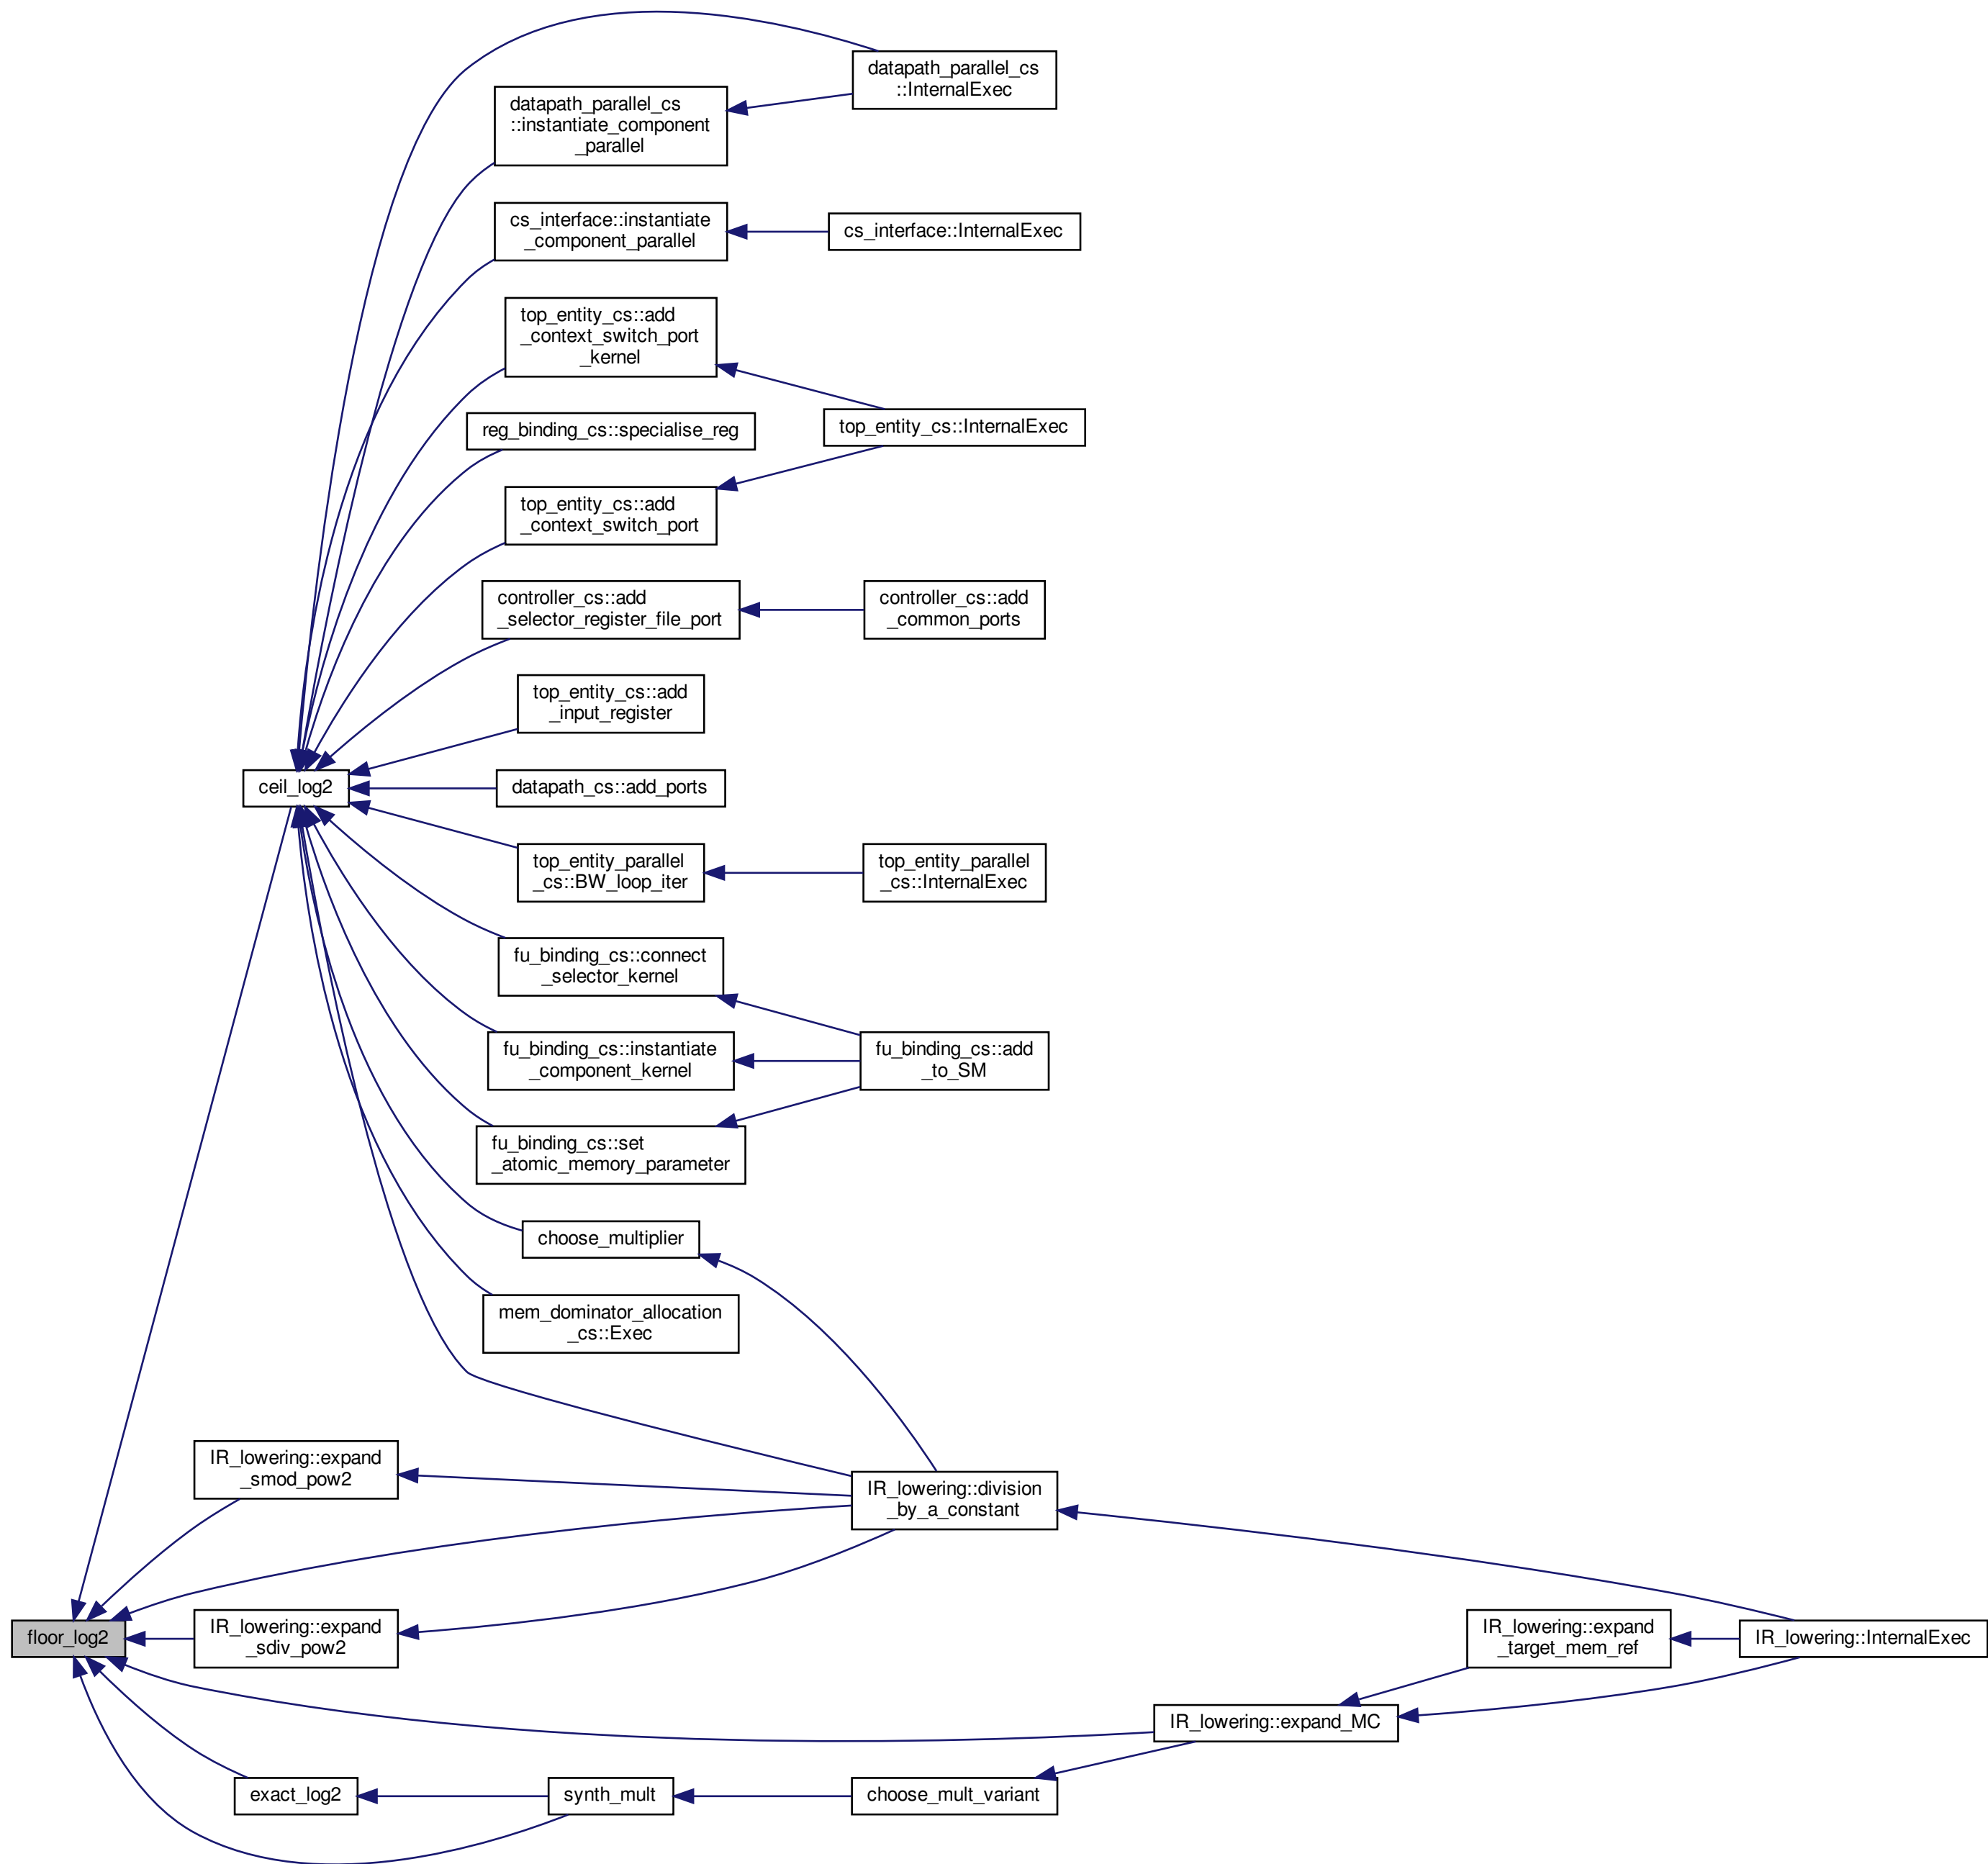 datapath_parallel_cs
::InternalExec
datapath_parallel_cs
::instantiate_component
_parallel
cs_interface::instantiate
_component_parallel
cs_interface::InternalExec
top_entity_cs::add
_context_switch_port
_kernel
reg_binding_cs::specialise_reg
top_entity_cs::InternalExec
top_entity_cs::add
_context_switch_port
controller_cs::add
_selector_register_file_port
controller_cs::add
_common_ports
top_entity_cs::add
_input_register
ceil_log2
datapath_cs::add_ports
top_entity_parallel
_cs::BW_loop_iter
top_entity_parallel
_cs::InternalExec
fu_binding_cs::connect
_selector_kernel
fu_binding_cs::instantiate
_component_kernel
fu_binding_cs::add
_to_SM
fu_binding_cs::set
_atomic_memory_parameter
choose_multiplier
mem_dominator_allocation
_cs::Exec
IR_lowering::expand
_smod_pow2
IR_lowering::division
_by_a_constant
floor_log2
IR_lowering::expand
_sdiv_pow2
IR_lowering::expand
_target_mem_ref
IR_lowering::InternalExec
IR_lowering::expand_MC
exact_log2
synth_mult
choose_mult_variant